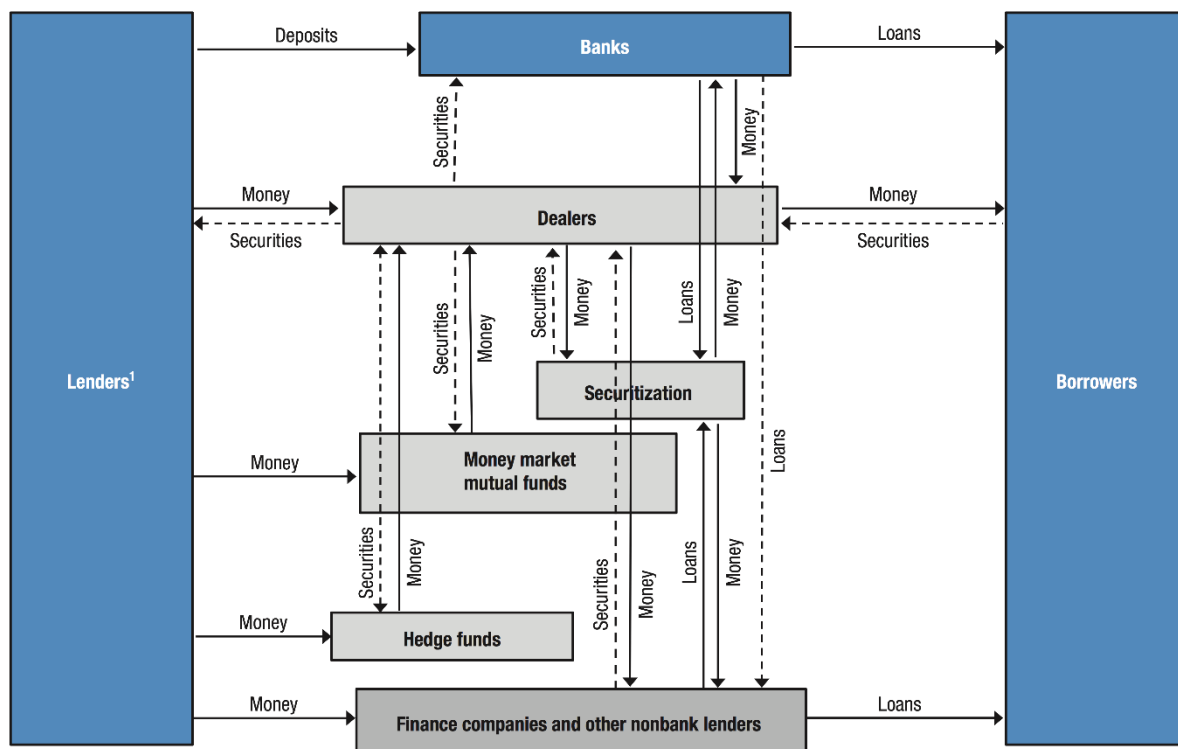 Deposits
Banks
Loans
Securities
Money
Money
Dealers
Money
Securities
Securities
Securities
Money
Securities
Money
Loans
Money
Lenders¹
Securitization
Borrowers
Money
Money market
mutual funds
Loans
Securities
Money
Securities
Money
Loans
Money
Money
Hedge funds
Money
Finance companies and other nonbank lenders
Loans